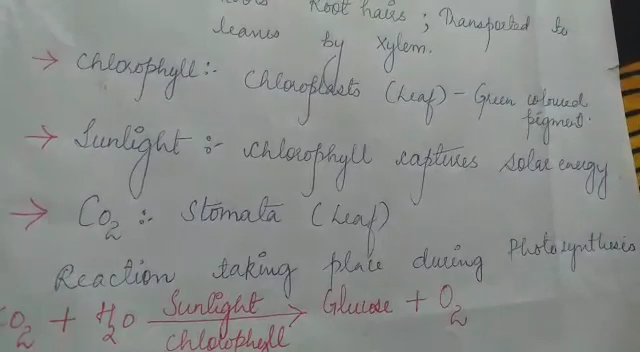 Root hairs ; Transported to
leaves by xylem.
→ Chlorophyll :- Chloroplasts (Leaf) - Green coloured
pigment.
→ Sunlight :- chlorophyll captures solar energy
→ CO2 :- Stomata (Leaf)
Reaction taking place during Photosynthesis
CO2 + H2O Sunlight → Glucose + O2
Chlorophyll